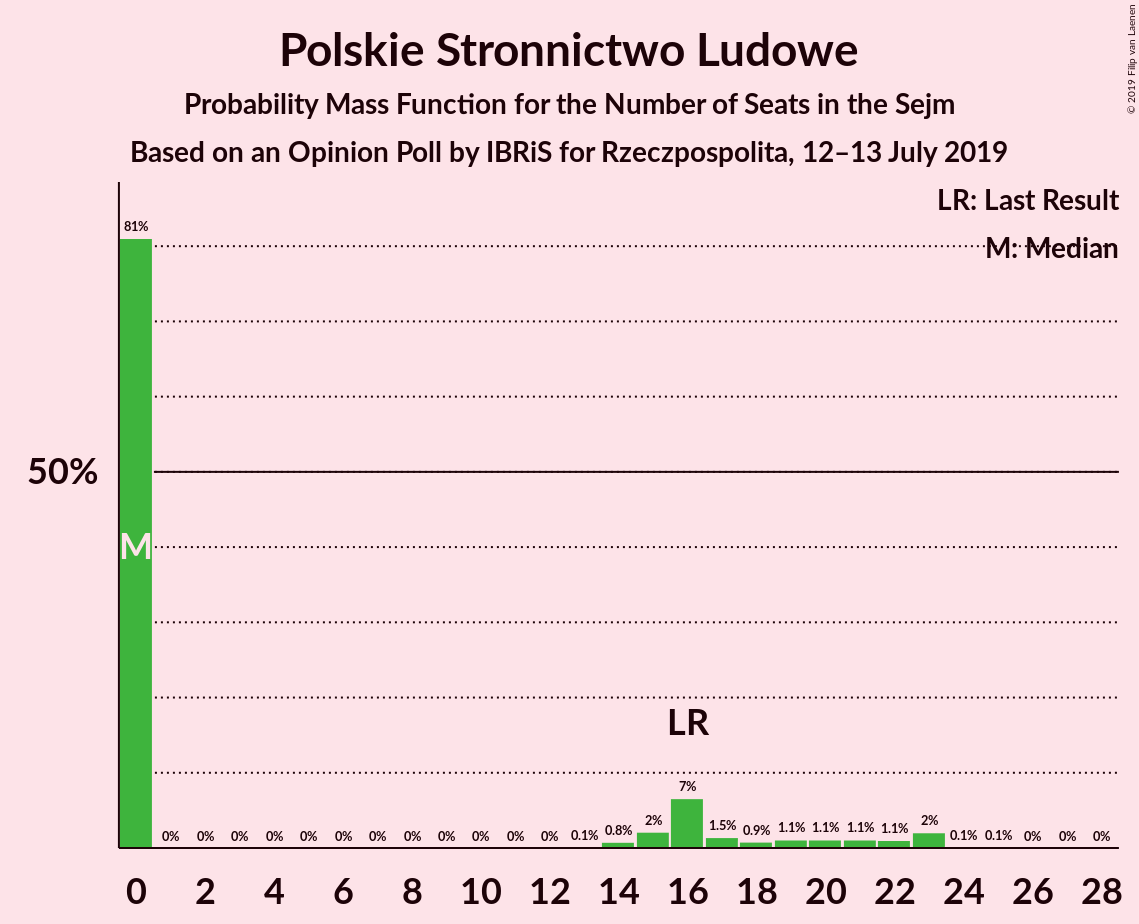 Polskie Stronnictwo Ludowe
Probability Mass Function for the Number of Seats in the Sejm
Based on an Opinion Poll by IBRiS for Rzeczpospolita, 12–13 July 2019
© 2019 Filip van Laenen
LR: Last Result
M: Median
81%
50%
M
LR
0% 0% 0% 0% 0% 0% 0% 0% 0% 0% 0% 0% 0.1% 0.8% 2% 7% 1.5% 0.9% 1.1% 1.1% 1.1% 1.1% 2% 0.1% 0.1% 0% 0% 0%
0 2 4 6 8 10 12 14 16 18 20 22 24 26 28